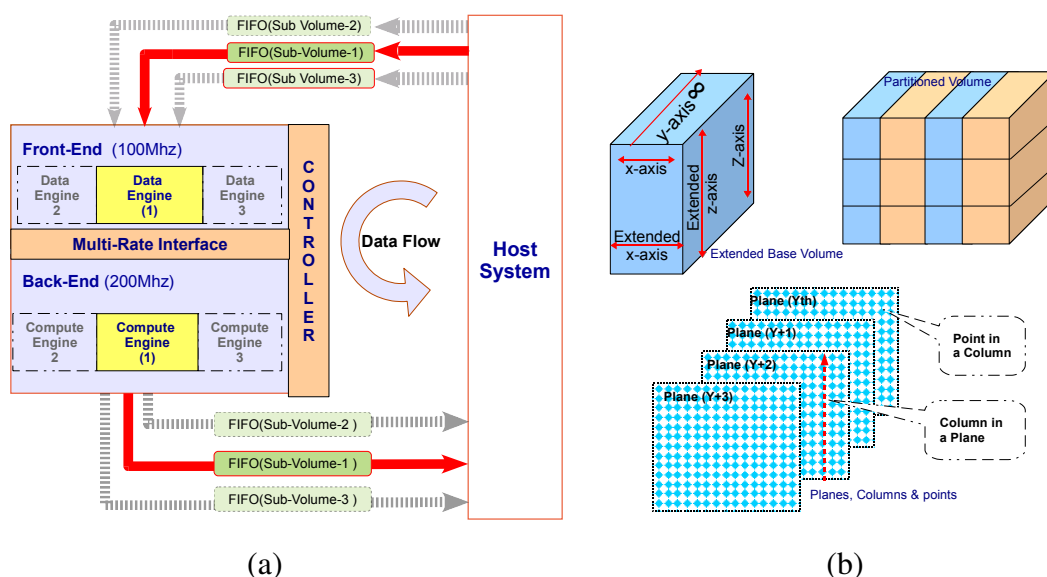 FIFO(Sub Volume-2)
FIFO(Sub-Volume-1)
FIFO(Sub Volume-3)
Front-End (100Mhz)
Data
Engine
2
Data
Engine
(1)
Data
Engine
3
Multi-Rate Interface
Back-End (200Mhz)
Compute
Engine
2
Compute
Engine
(1)
Compute
Engine
3
CONTROLLER
Data Flow
Host
System
FIFO(Sub-Volume-2 )
FIFO(Sub-Volume-1 )
FIFO(Sub-Volume-3 )
(a)
y-axis ∞
x-axis
Z-axis
Extended
z-axis
Extended
x-axis
Extended Base Volume
Partitioned Volume
Plane (Yth)
Plane (Y+1)
Plane (Y+2)
Plane (Y+3)
Point in
a Column
Column in
a Plane
Planes, Columns & points
(b)